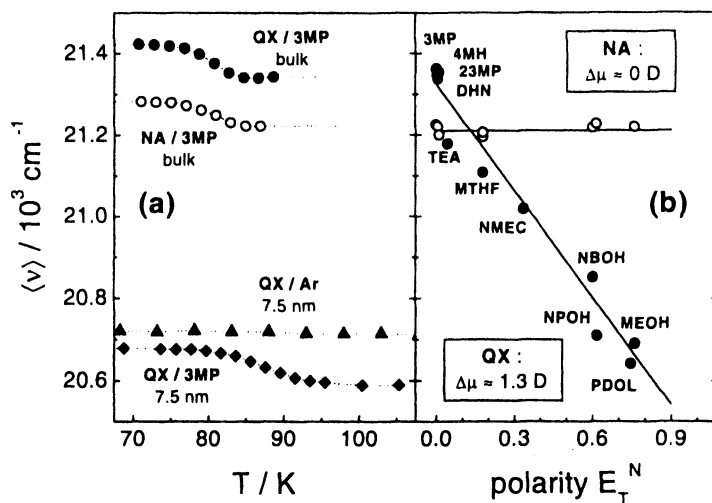 ⟨ν⟩ / 10³ cm⁻¹
21.4
21.2
21.0
20.8
20.6
QX / 3MP
bulk
NA / 3MP
bulk
(a)
QX / Ar
7.5 nm
QX / 3MP
7.5 nm
70
80
90
100
T / K
3MP
4MH
23MP
DHN
NA :
Δμ ≈ 0 D
TEA
MTHF
(b)
NMEC
NBOH
NPOH
MEOH
PDOL
QX :
Δμ ≈ 1.3 D
0.0
0.3
0.6
0.9
polarity E_T^N